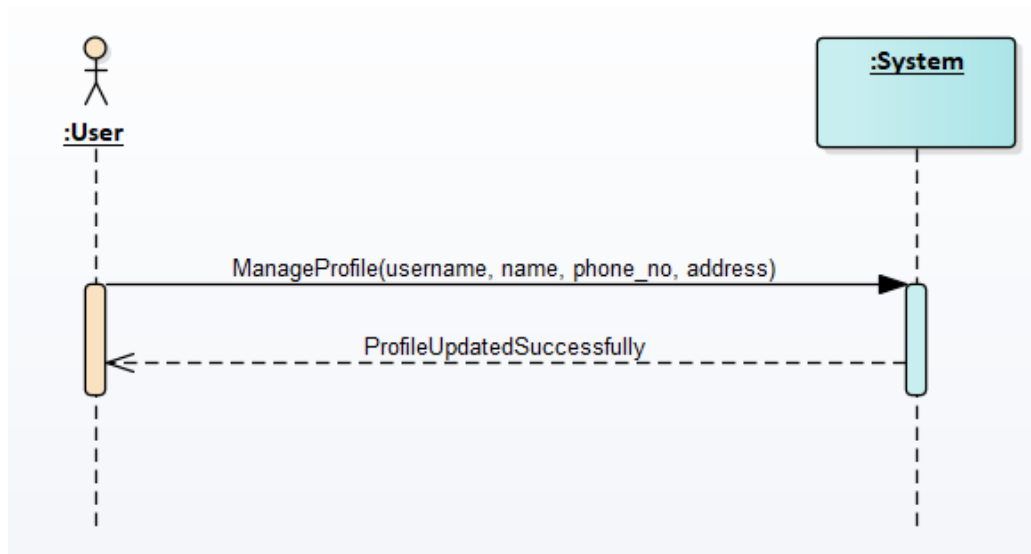 :User
:System
ManageProfile(username, name, phone_no, address)
ProfileUpdatedSuccessfully